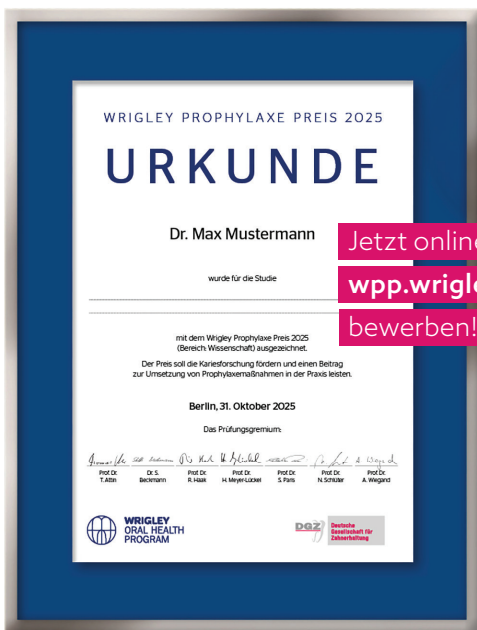 WRIGLEY PROPHYLAXE PREIS 2025
URKUNDE
Dr. Max Mustermann
Jetzt online
wpp.wrigle
bewerben!
wurde für die Studie
mit dem Wrigley Prophylaxe Preis 2025
(Bereich: Wissenschaft) ausgezeichnet.
Der Preis soll die Kariesforschung fördern und einen Beitrag
zur Umsetzung von Prophylaxemaßnahmen in der Praxis leisten.
Berlin, 31. Oktober 2025
Das Prüfungsgremium:
Prof. Dr. Dr. S. Prof. Dr. Prof. Dr. Prof. Dr. Prof. Dr. Prof. Dr.
T. Attin Beckmann R. Haak H. Meyer-Lückel S. Paris N. Schlüter A. Wiegand
WRIGLEY
ORAL HEALTH
PROGRAM
DGZ
Deutsche
Gesellschaft für
Zahnerhaltung